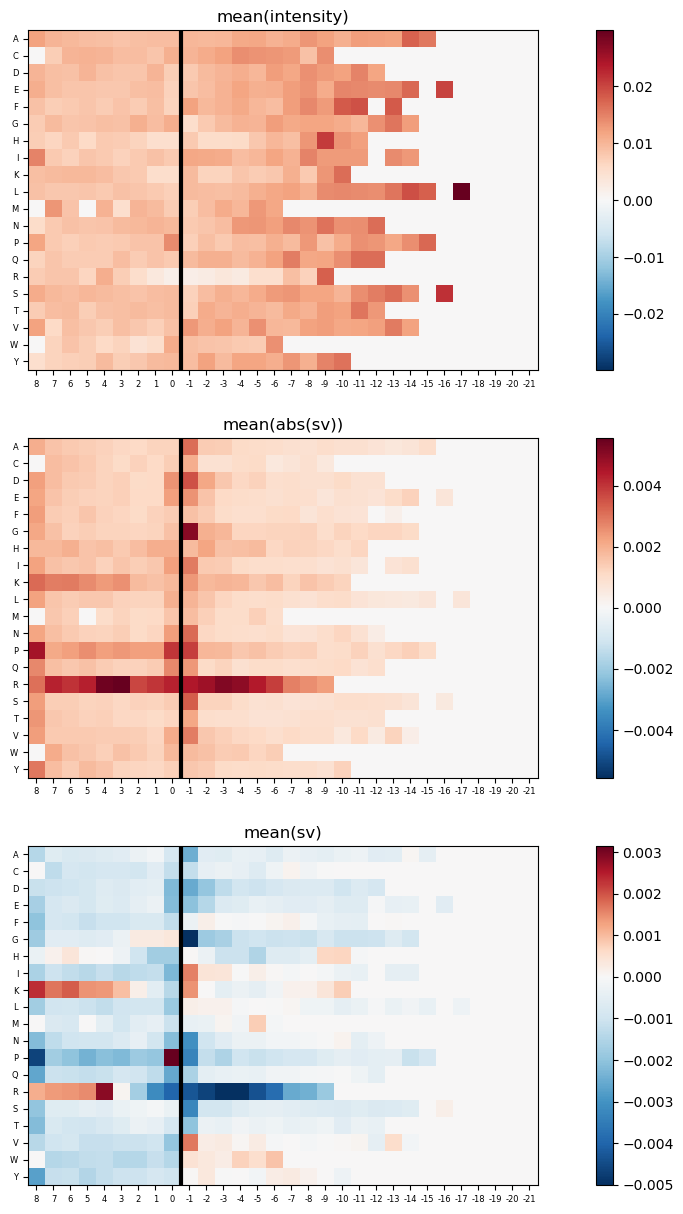 mean(intensity)
A
C
D
E
F
G
H
I
K
L
M
N
P
Q
R
S
T
V
W
Y
8 7 6 5 4 3 2 1 0 -1 -2 -3 -4 -5 -6 -7 -8 -9 -10 -11 -12 -13 -14 -15 -16 -17 -18 -19 -20 -21
0.02
0.01
0.00
−0.01
−0.02
mean(abs(sv))
A
C
D
E
F
G
H
I
K
L
M
N
P
Q
R
S
T
V
W
Y
8 7 6 5 4 3 2 1 0 -1 -2 -3 -4 -5 -6 -7 -8 -9 -10 -11 -12 -13 -14 -15 -16 -17 -18 -19 -20 -21
0.004
0.002
0.000
−0.002
−0.004
mean(sv)
A
C
D
E
F
G
H
I
K
L
M
N
P
Q
R
S
T
V
W
Y
8 7 6 5 4 3 2 1 0 -1 -2 -3 -4 -5 -6 -7 -8 -9 -10 -11 -12 -13 -14 -15 -16 -17 -18 -19 -20 -21
0.003
0.002
0.001
0.000
−0.001
−0.002
−0.003
−0.004
−0.005